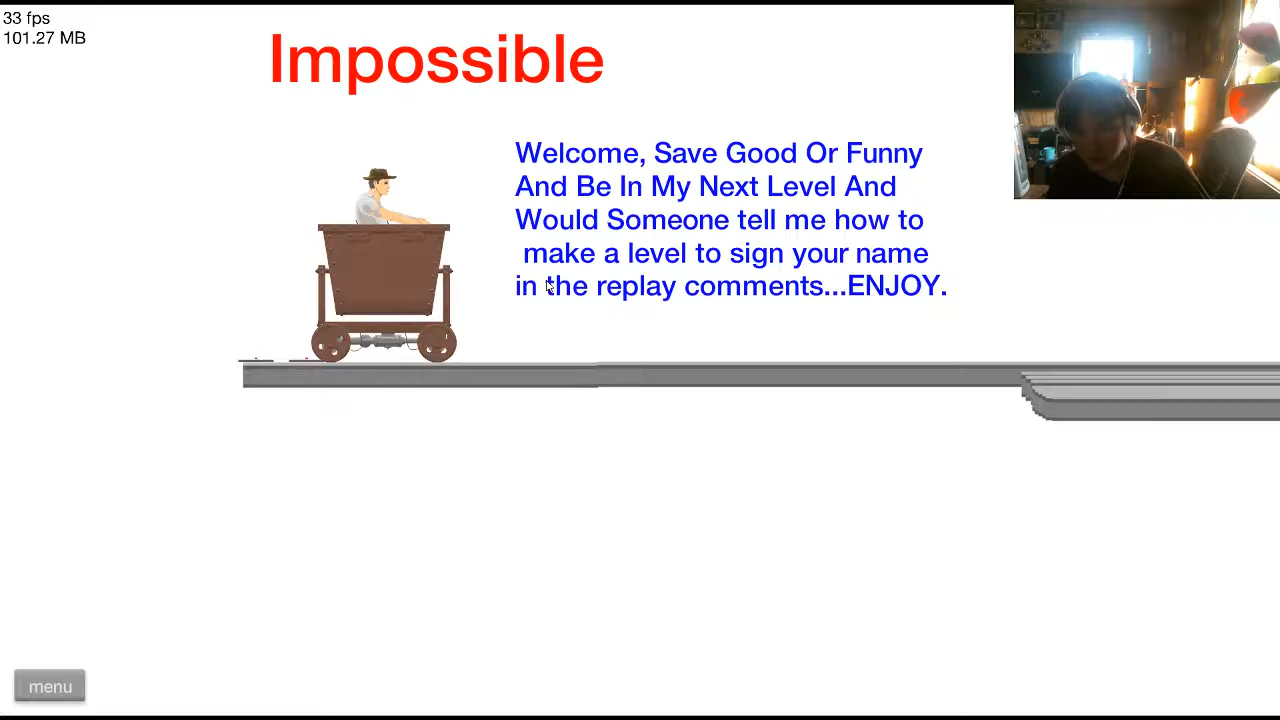 33 fps
101.27 MB
Impossible
Welcome, Save Good Or Funny
And Be In My Next Level And
Would Someone tell me how to
make a level to sign your name
in the replay comments...ENJOY.
menu